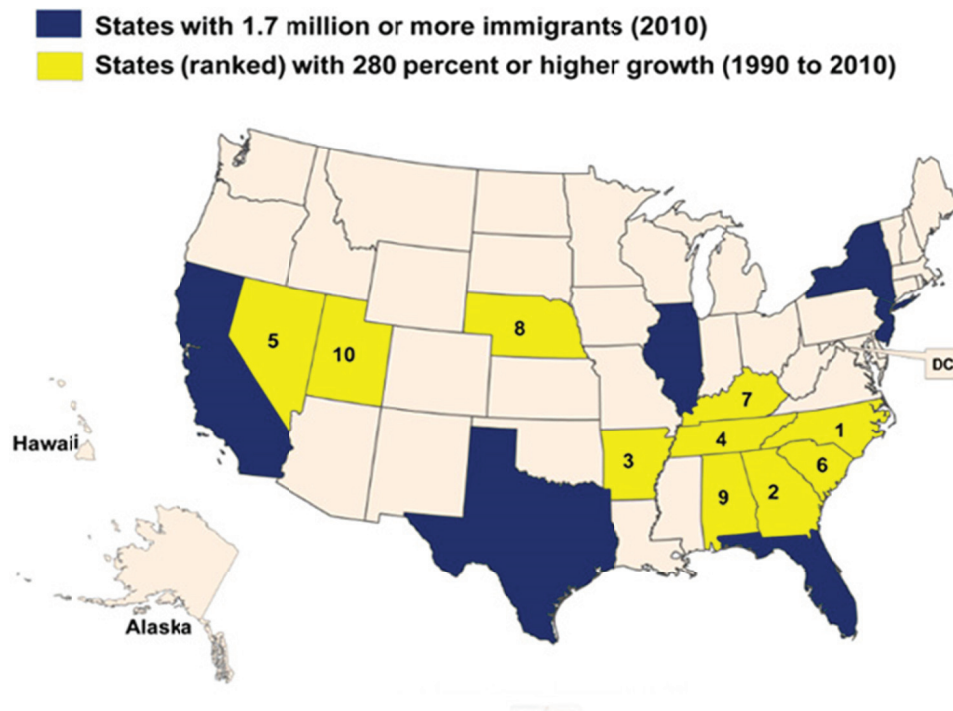 States with 1.7 million or more immigrants (2010)
States (ranked) with 280 percent or higher growth (1990 to 2010)
5
10
8
7
4
1
3
6
9
2
DC
Hawaii
Alaska